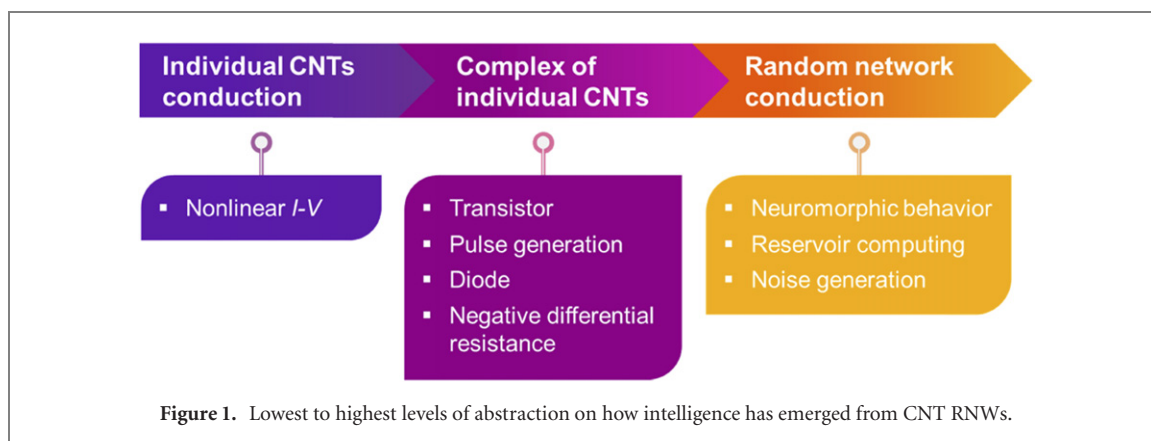 Individual CNTs
conduction
Complex of
individual CNTs
Random network
conduction
▪ Nonlinear I-V
▪ Transistor
▪ Pulse generation
▪ Diode
▪ Negative differential
resistance
▪ Neuromorphic behavior
▪ Reservoir computing
▪ Noise generation
Figure 1. Lowest to highest levels of abstraction on how intelligence has emerged from CNT RNWs.